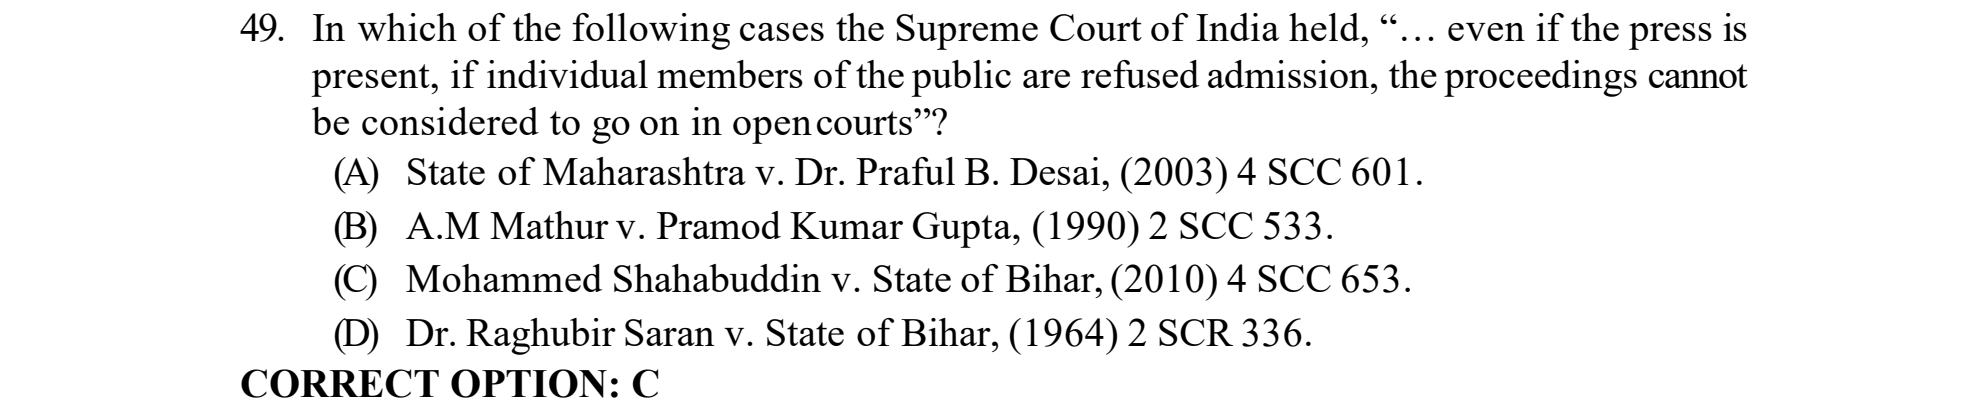 49. In which of the following cases the Supreme Court of India held, “… even if the press is
present, if individual members of the public are refused admission, the proceedings cannot
be considered to go on in open courts”?
(A) State of Maharashtra v. Dr. Praful B. Desai, (2003) 4 SCC 601.
(B) A.M Mathur v. Pramod Kumar Gupta, (1990) 2 SCC 533.
(C) Mohammed Shahabuddin v. State of Bihar, (2010) 4 SCC 653.
(D) Dr. Raghubir Saran v. State of Bihar, (1964) 2 SCR 336.
CORRECT OPTION: C